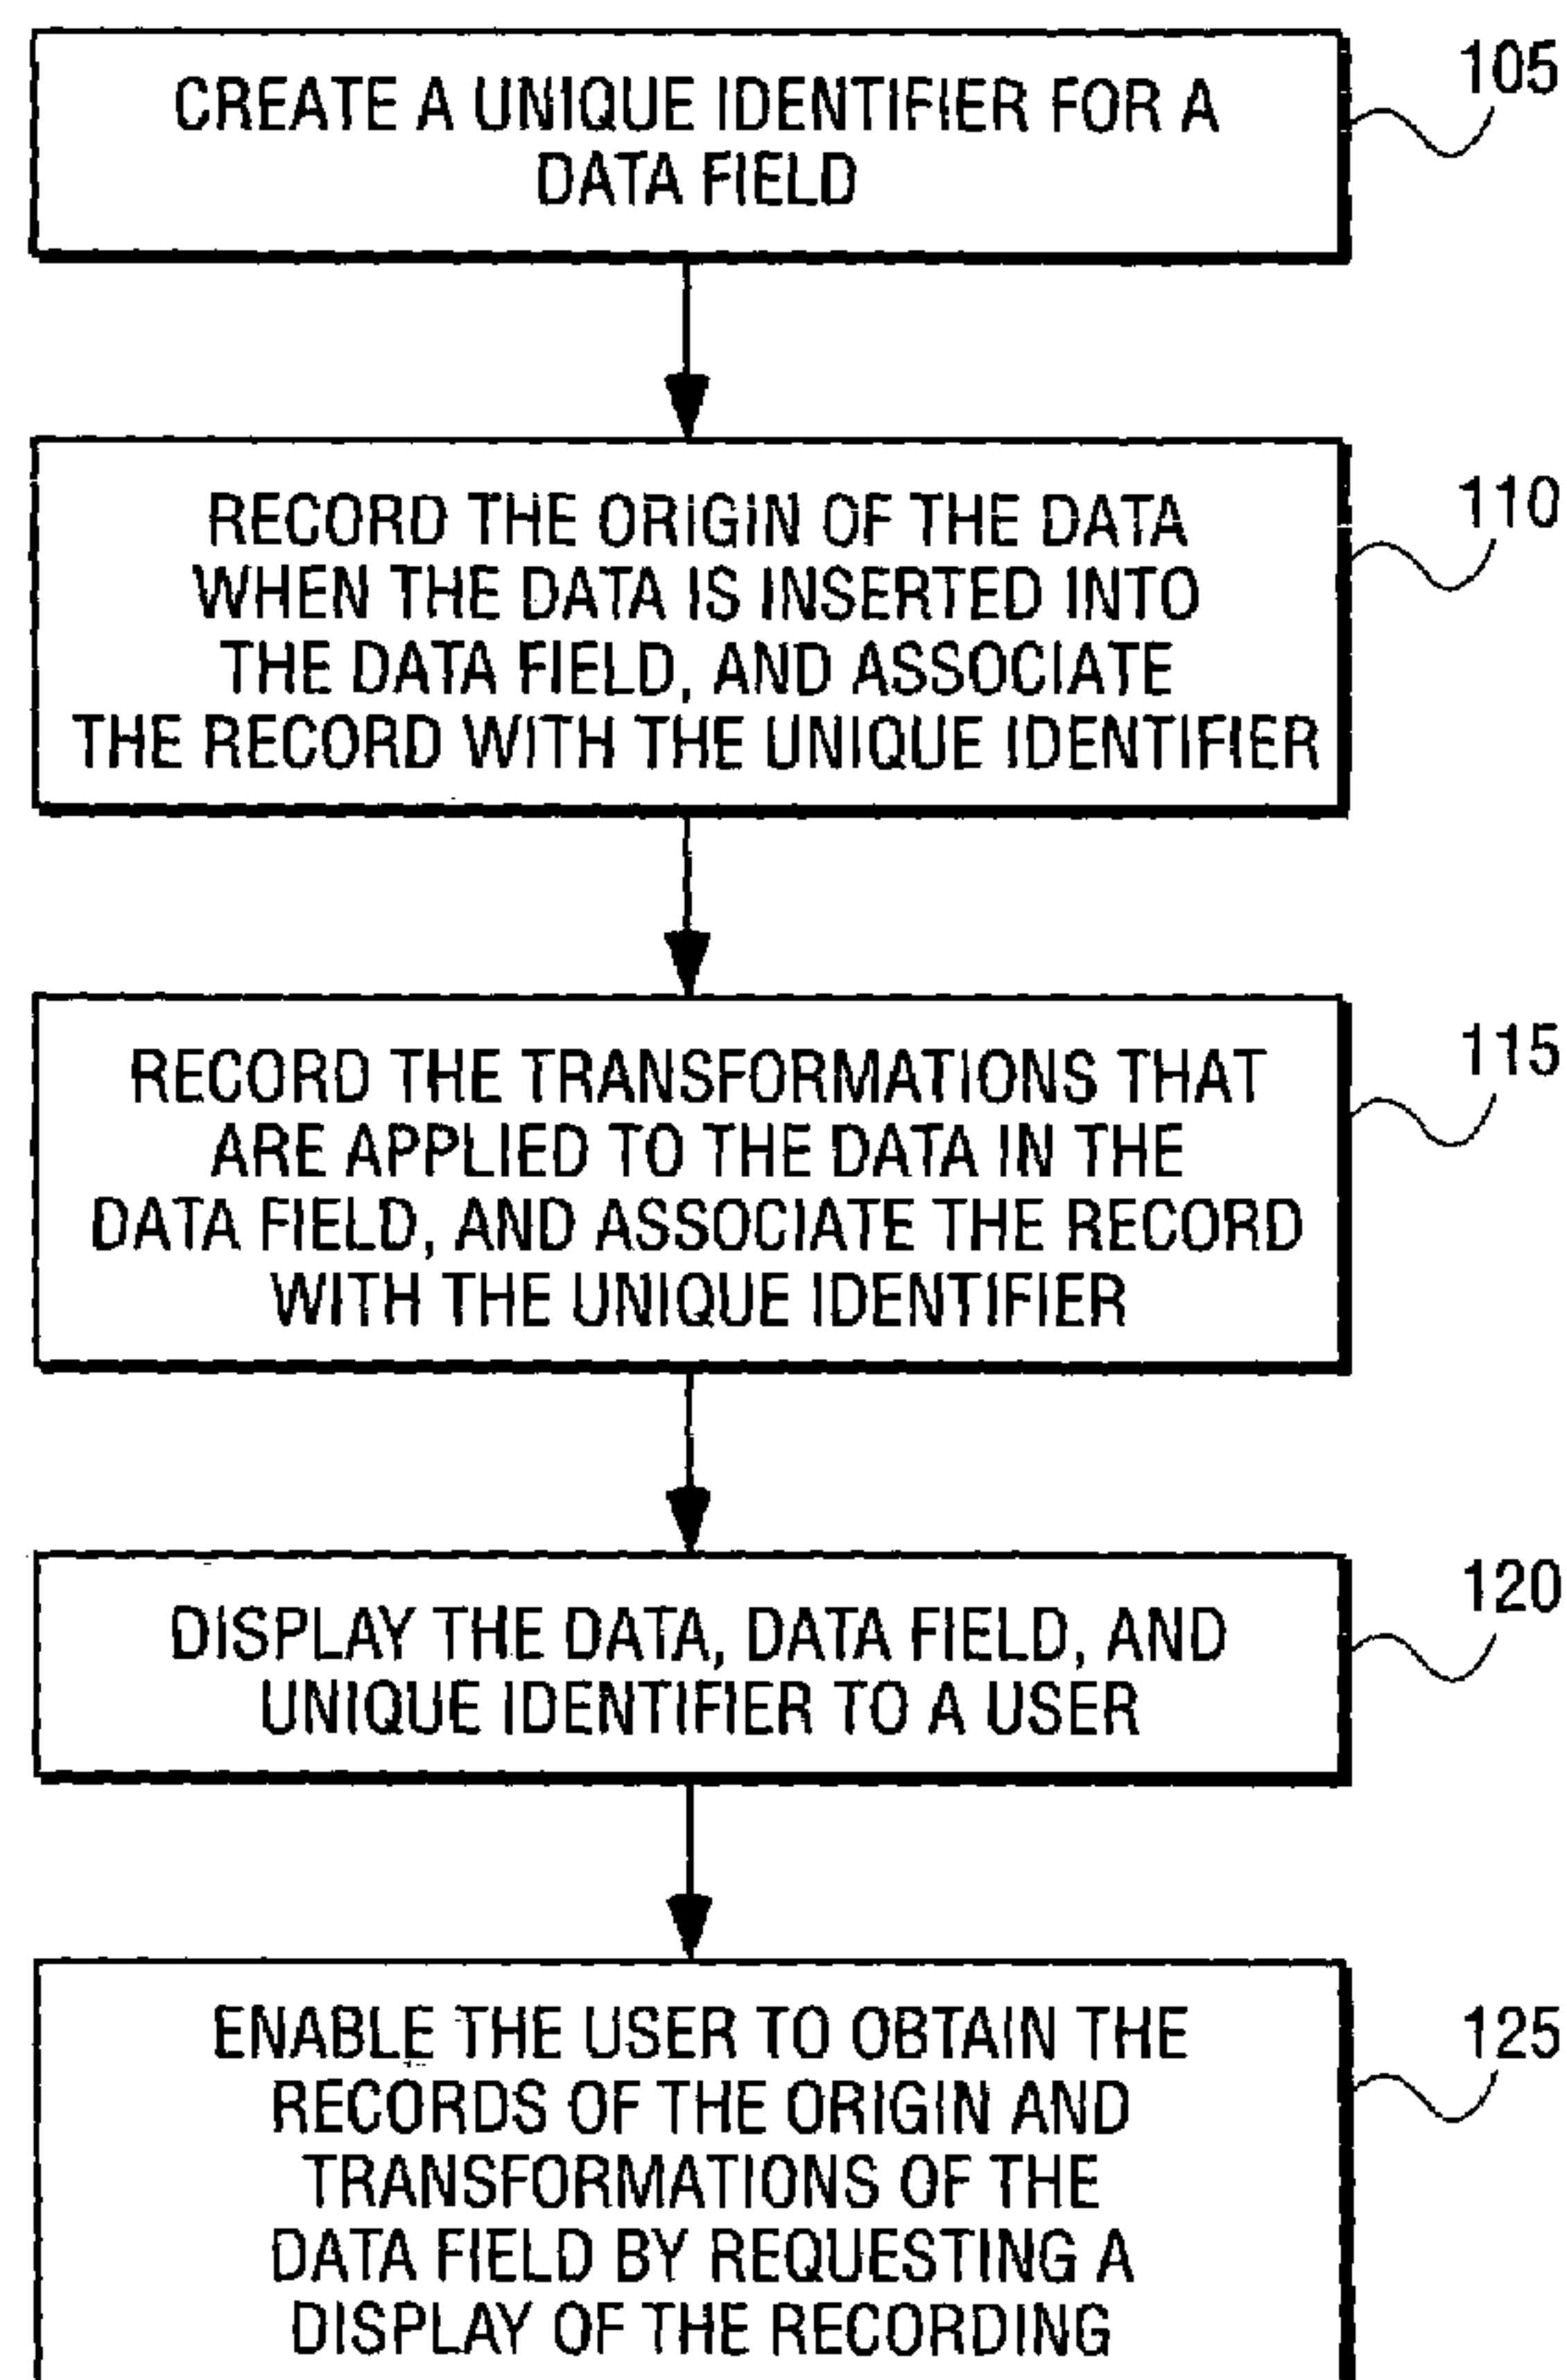 CREATE A UNIQUE IDENTIFIER FOR A
DATA FIELD
105
RECORD THE ORIGIN OF THE DATA
WHEN THE DATA IS INSERTED INTO
THE DATA FIELD, AND ASSOCIATE
THE RECORD WITH THE UNIQUE IDENTIFIER
110
RECORD THE TRANSFORMATIONS THAT
ARE APPLIED TO THE DATA IN THE
DATA FIELD, AND ASSOCIATE THE RECORD
WITH THE UNIQUE IDENTIFIER
115
DISPLAY THE DATA, DATA FIELD, AND
UNIQUE IDENTIFIER TO A USER
120
ENABLE THE USER TO OBTAIN THE
RECORDS OF THE ORIGIN AND
TRANSFORMATIONS OF THE
DATA FIELD BY REQUESTING A
DISPLAY OF THE RECORDING
125